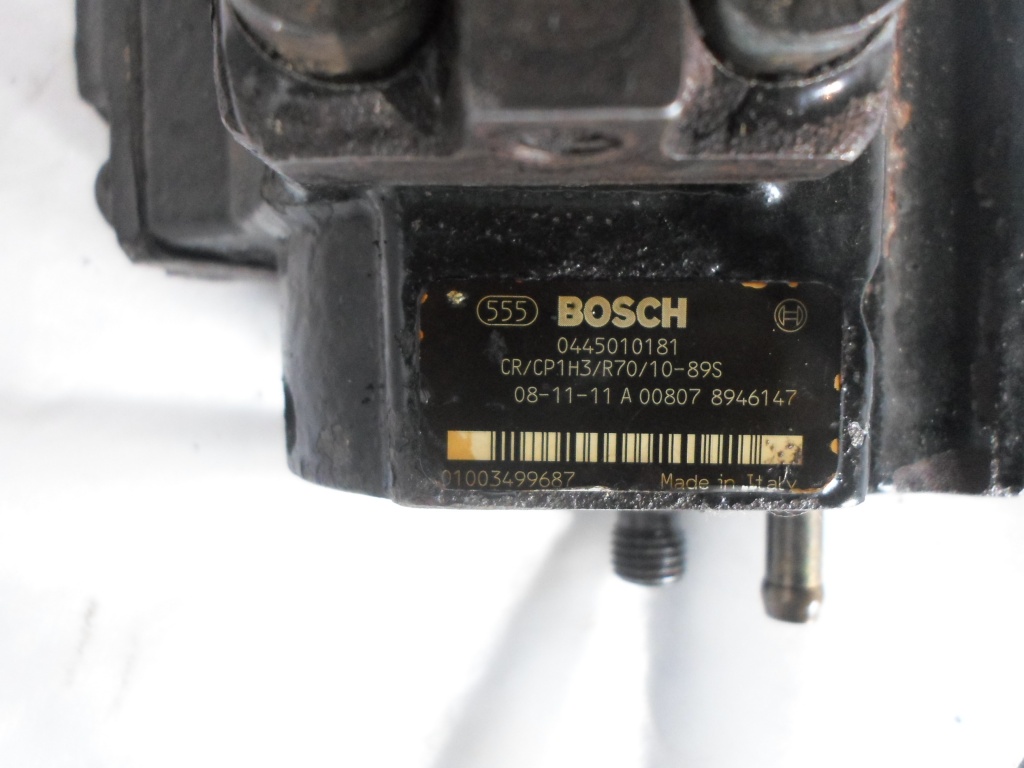 555 BOSCH
0445010181
CR/CP1H3/R70/10-89S
08-11-11 A 00807 8946147
01003499687 Made in Italy